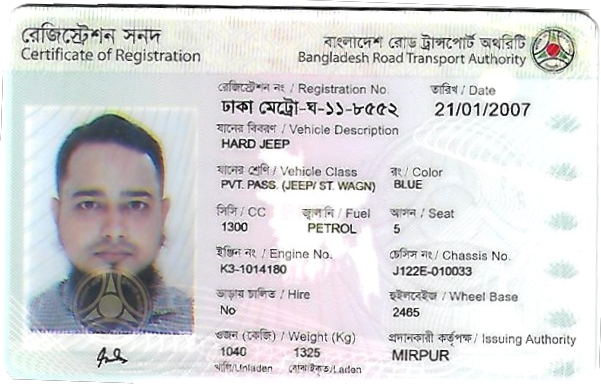 রেজিস্ট্রেশন সনদ
Certificate of Registration
বাংলাদেশ রোড ট্রান্সপোর্ট অথরিটি
Bangladesh Road Transport Authority
রেজিস্ট্রেশন নং / Registration No.
তারিখ / Date
ঢাকা মেট্রো-ঘ-১১-৮৫৫২
21/01/2007
যানের বিবরণ / Vehicle Description
HARD JEEP
যানের শ্রেণি / Vehicle Class
রং / Color
PVT. PASS. (JEEP/ ST. WAGN)
BLUE
সিসি / CC
জ্বালানি / Fuel
আসন / Seat
1300
PETROL
5
ইঞ্জিন নং / Engine No.
চেসিস নং / Chassis No.
K3-1014180
J122E-010033
ভাড়ায় চালিত / Hire
হুইলবেইজ / Wheel Base
No
2465
ওজন (কেজি) / Weight (Kg)
প্রদানকারী কর্তৃপক্ষ / Issuing Authority
1040
1325
MIRPUR
খালি/Unladen
বোঝাইকৃত/Laden